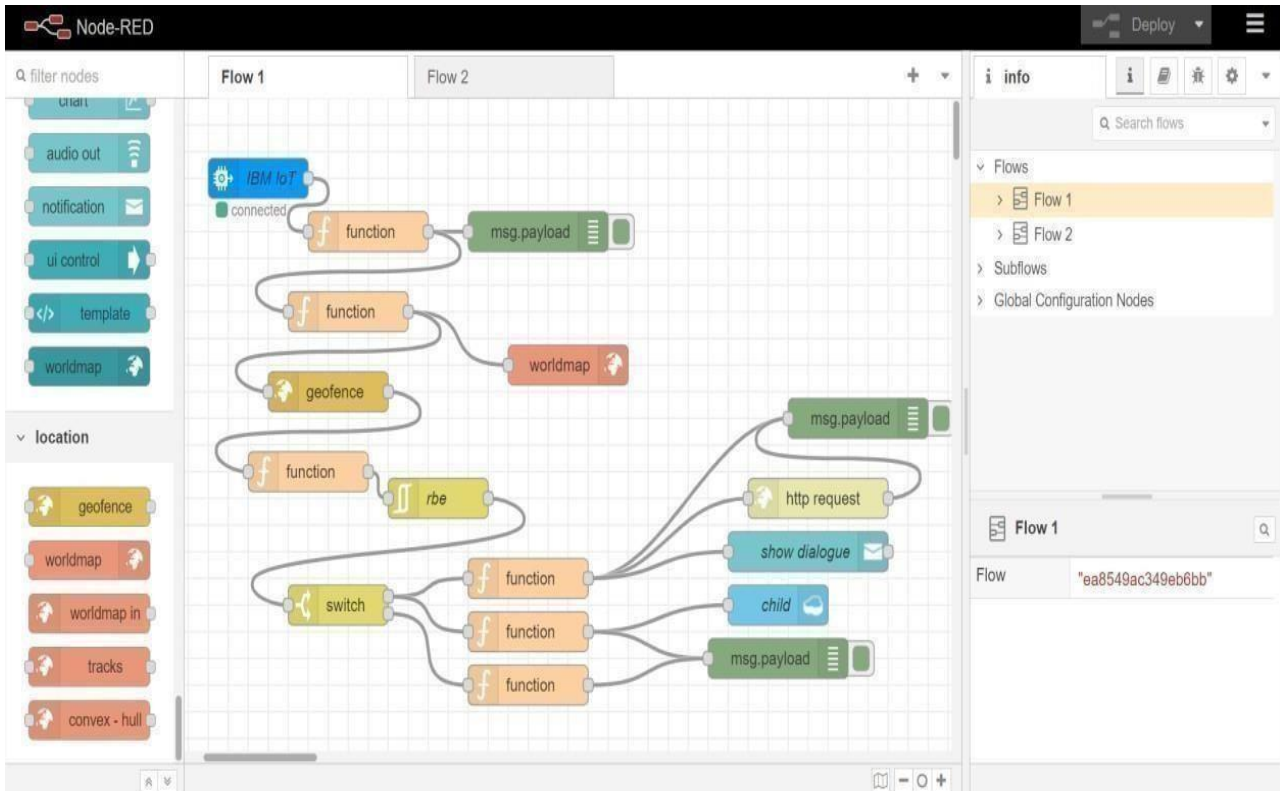 Node-RED
Deploy
filter nodes
Flow 1
Flow 2
i info
Search flows
chart
audio out
notification
ui control
</> template
worldmap
location
geofence
worldmap
worldmap in
tracks
convex - hull
IBM IoT
connected
function
msg.payload
function
worldmap
geofence
msg.payload
function
rbe
http request
show dialogue
function
switch
child
function
msg.payload
function
Flows
Flow 1
Flow 2
Subflows
Global Configuration Nodes
Flow 1
Flow
"ea8549ac349eb6bb"